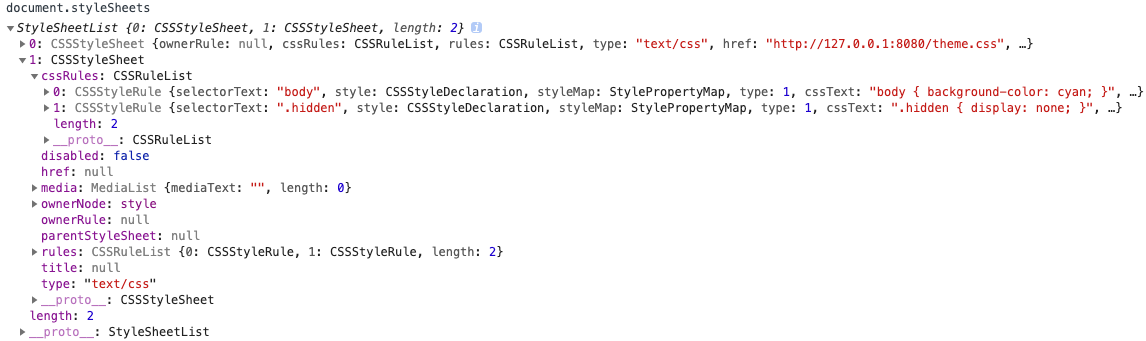 document.styleSheets
▼StyleSheetList {0: CSSStyleSheet, 1: CSSStyleSheet, length: 2} i
▶0: CSSStyleSheet {ownerRule: null, cssRules: CSSRuleList, rules: CSSRuleList, type: "text/css", href: "http://127.0.0.1:8080/theme.css", …}
▼1: CSSStyleSheet
▼cssRules: CSSRuleList
▶0: CSSStyleRule {selectorText: "body", style: CSSStyleDeclaration, styleMap: StylePropertyMap, type: 1, cssText: "body { background-color: cyan; }", …}
▶1: CSSStyleRule {selectorText: ".hidden", style: CSSStyleDeclaration, styleMap: StylePropertyMap, type: 1, cssText: ".hidden { display: none; }", …}
length: 2
▶__proto__: CSSRuleList
disabled: false
href: null
▶media: MediaList {mediaText: "", length: 0}
▶ownerNode: style
ownerRule: null
parentStyleSheet: null
▶rules: CSSRuleList {0: CSSStyleRule, 1: CSSStyleRule, length: 2}
title: null
type: "text/css"
▶__proto__: CSSStyleSheet
length: 2
▶__proto__: StyleSheetList